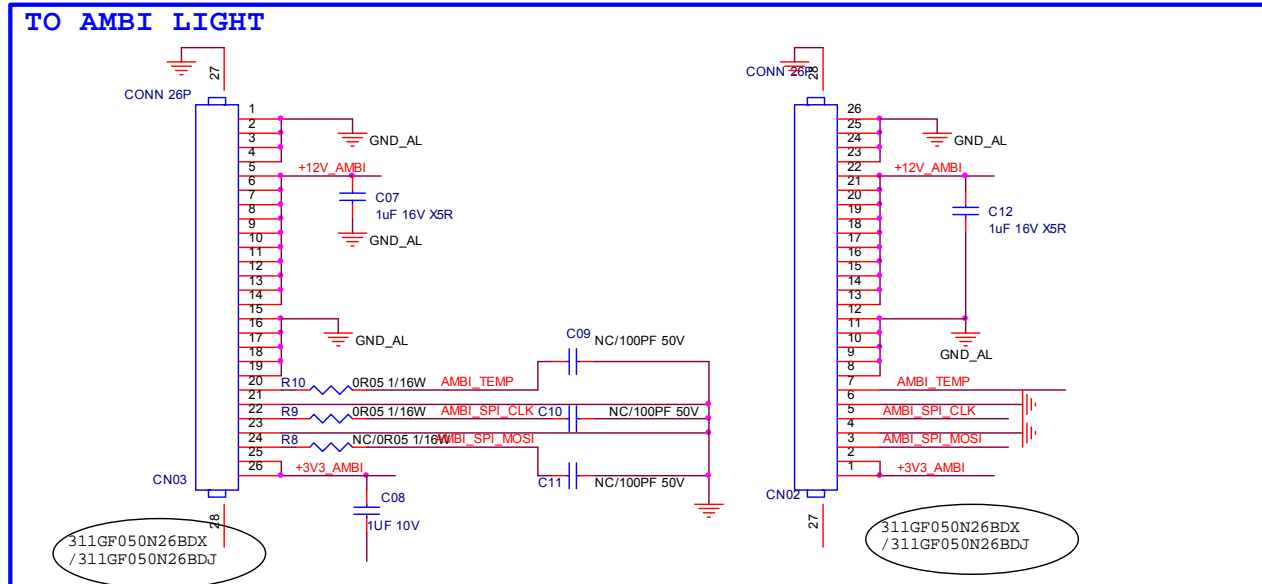 TO AMBI LIGHT
27
CONN 26P
1
2
3
4
5
6
7
8
9
10
11
12
13
14
15
16
17
18
19
20
21
22
23
24
25
26
GND_AL
+12V_AMBI
C07
1uF 16V X5R
GND_AL
GND_AL
C09
NC/100PF 50V
R10
0R05 1/16W
AMBI_TEMP
R9
0R05 1/16W
AMBI_SPI_CLK
C10
NC/100PF 50V
R8
NC/0R05 1/16W
AMBI_SPI_MOSI
C11
NC/100PF 50V
+3V3_AMBI
C08
1UF 10V
CN03
28
311GF050N26BDX
/311GF050N26BDJ
28
CONN 26P
26
25
24
23
22
21
20
19
18
17
16
15
14
13
12
11
10
9
8
7
6
5
4
3
2
1
GND_AL
+12V_AMBI
C12
1uF 16V X5R
GND_AL
AMBI_TEMP
AMBI_SPI_CLK
AMBI_SPI_MOSI
+3V3_AMBI
CN02
27
311GF050N26BDX
/311GF050N26BDJ